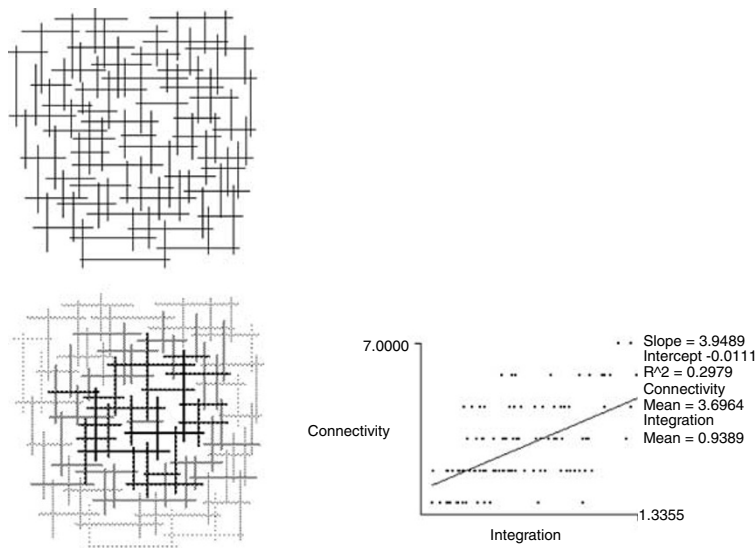 7.0000
Connectivity
Slope = 3.9489
Intercept -0.0111
R^2 = 0.2979
Connectivity
Mean = 3.6964
Integration
Mean = 0.9389
1.3355
Integration